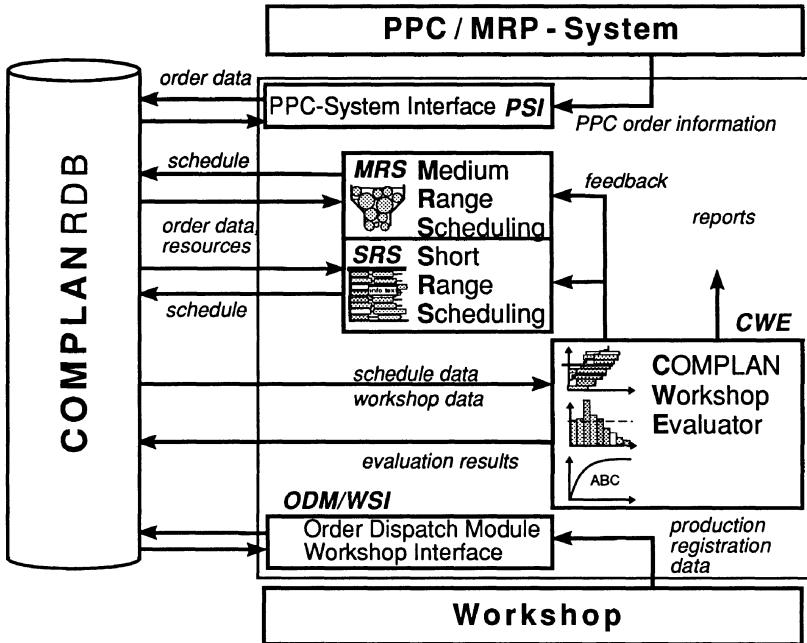 PPC / MRP - System
order data
PPC-System Interface PSI
PPC order information
COMPLAN RDB
schedule
MRS Medium
Range
Scheduling
feedback
order data,
resources
reports
SRS Short
Range
Scheduling
schedule
CWE
COMPLAN
Workshop
Evaluator
schedule data
workshop data
evaluation results
ABC
ODM/WSI
Order Dispatch Module
Workshop Interface
production
registration
data
Workshop